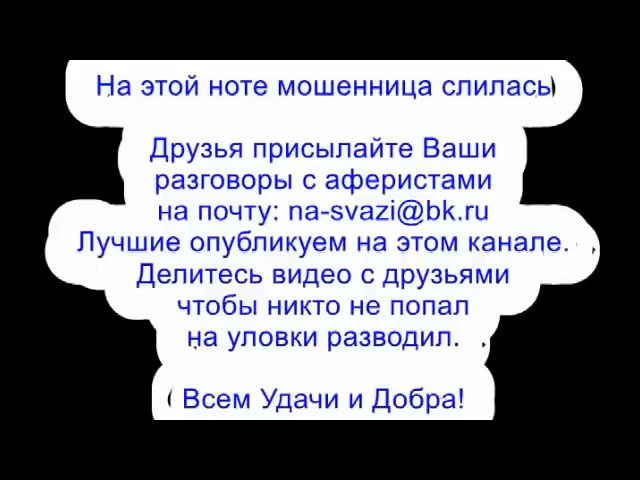 На этой ноте мошенница слилась
Друзья присылайте Ваши
разговоры с аферистами
на почту: na-svazi@bk.ru
Лучшие опубликуем на этом канале.
Делитесь видео с друзьями
чтобы никто не попал
на уловки разводил.
Всем Удачи и Добра!